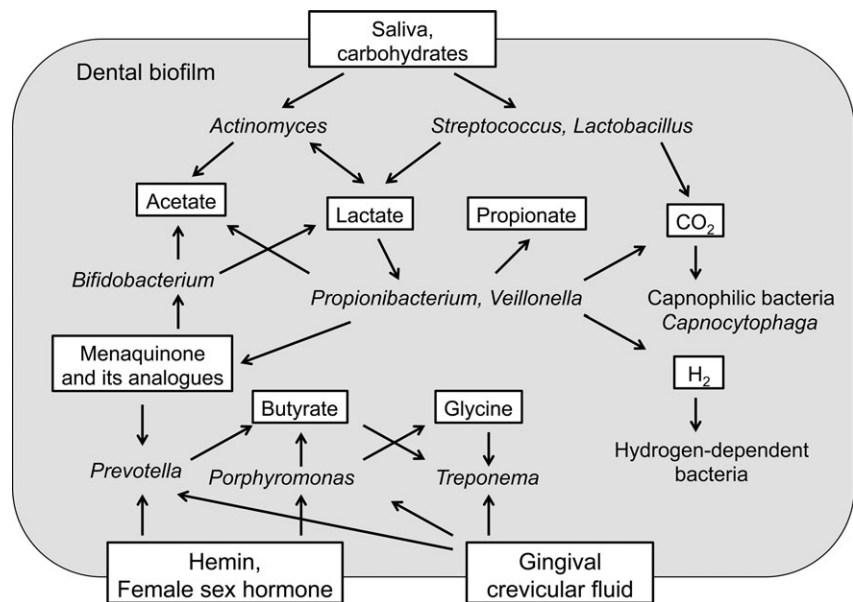 Saliva,
carbohydrates
Dental biofilm
Actinomyces
Streptococcus, Lactobacillus
Acetate
Lactate
Propionate
CO₂
Bifidobacterium
Propionibacterium, Veillonella
Capnophilic bacteria
Capnocytophaga
Menaquinone
and its analogues
H₂
Butyrate
Glycine
Hydrogen-dependent
bacteria
Prevotella
Porphyromonas
Treponema
Hemin,
Female sex hormone
Gingival
crevicular fluid